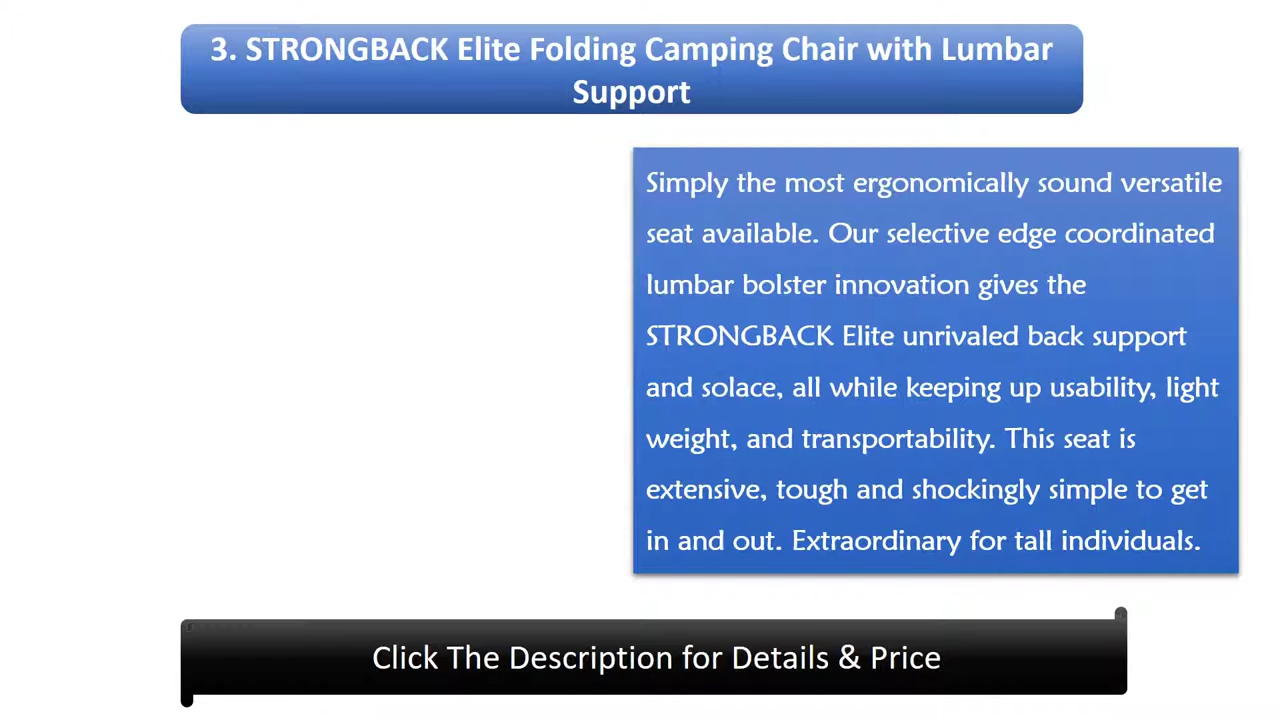 3. STRONGBACK Elite Folding Camping Chair with Lumbar
Support
Simply the most ergonomically sound versatile
seat available. Our selective edge coordinated
lumbar bolster innovation gives the
STRONGBACK Elite unrivaled back support
and solace, all while keeping up usability, light
weight, and transportability. This seat is
extensive, tough and shockingly simple to get
in and out. Extraordinary for tall individuals.
Click The Description for Details & Price